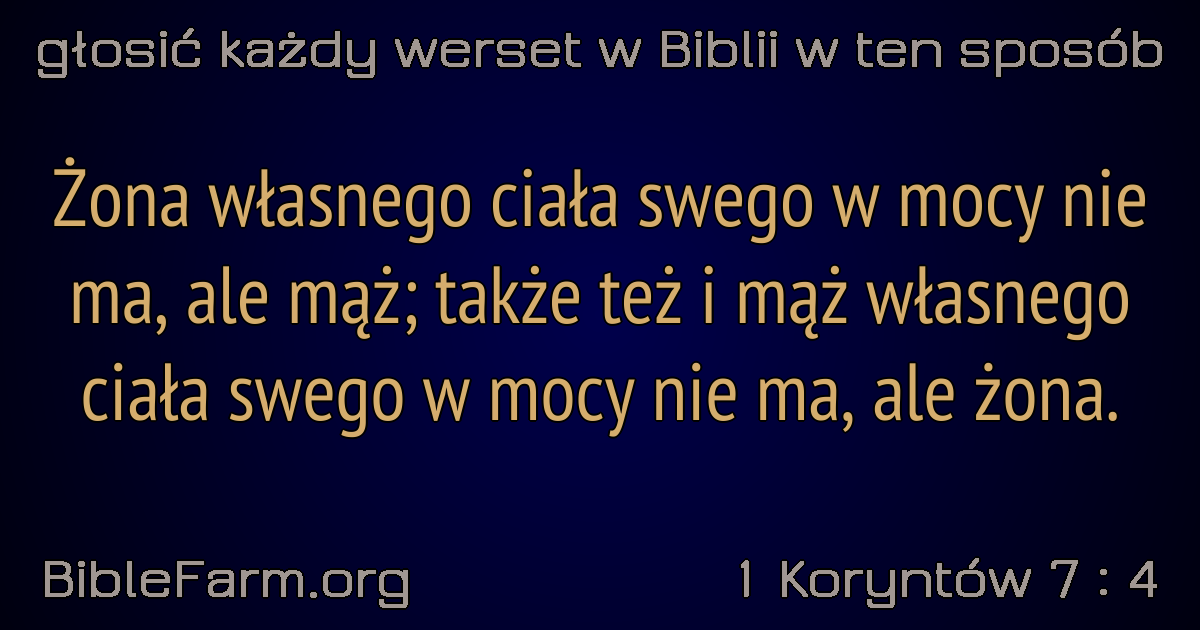 głosić każdy werset w Biblii w ten sposób
Żona własnego ciała swego w mocy nie
ma, ale mąż; także też i mąż własnego
ciała swego w mocy nie ma, ale żona.
BibleFarm.org
1 Koryntów 7 : 4